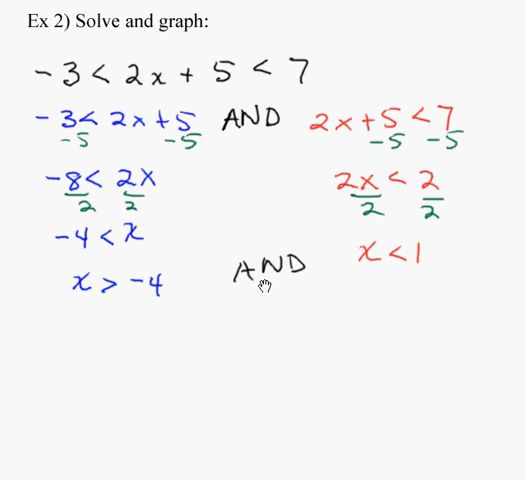 Ex 2) Solve and graph:
-3 < 2x + 5 < 7
-3 < 2x + 5 AND 2x + 5 < 7
-5 -5 -5 -5
-8 < 2x 2x < 2
2 2 2 2
-4 < x x < 1
x > -4 AND